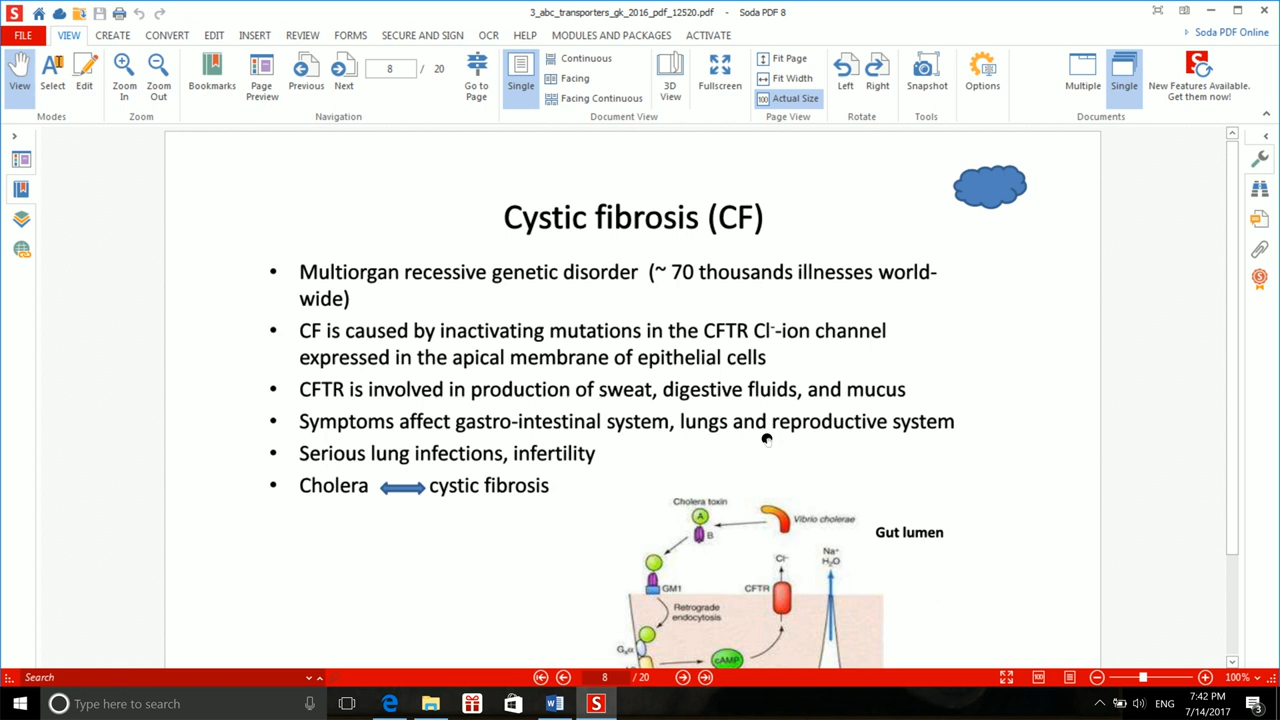 3_abc_transporters_gk_2016_pdf_12520.pdf - Soda PDF 8
FILE VIEW CREATE CONVERT EDIT INSERT REVIEW FORMS SECURE AND SIGN OCR HELP MODULES AND PACKAGES ACTIVATE
Soda PDF Online
View Select Edit
Modes
Zoom In Zoom Out
Zoom
Bookmarks Page Preview Previous Next 8 / 20 Go to Page
Navigation
Single Continuous Facing Facing Continuous 3D View Fullscreen
Document View
Fit Page Fit Width 100 Actual Size
Page View
Left Right
Rotate
Snapshot
Tools
Options
Multiple Single
Documents
New Features Available. Get them now!
Cystic fibrosis (CF)
• Multiorgan recessive genetic disorder (~ 70 thousands illnesses world-
wide)
• CF is caused by inactivating mutations in the CFTR Cl⁻-ion channel
expressed in the apical membrane of epithelial cells
• CFTR is involved in production of sweat, digestive fluids, and mucus
• Symptoms affect gastro-intestinal system, lungs and reproductive system
• Serious lung infections, infertility
• Cholera cystic fibrosis
Cholera toxin
A
B
Vibrio cholerae
Gut lumen
Cl⁻
Na⁺
H₂O
GM1
CFTR
Retrograde
endocytosis
Gₛα
cAMP
Search
8 / 20
100%
Type here to search
ENG
7:42 PM
7/14/2017
3